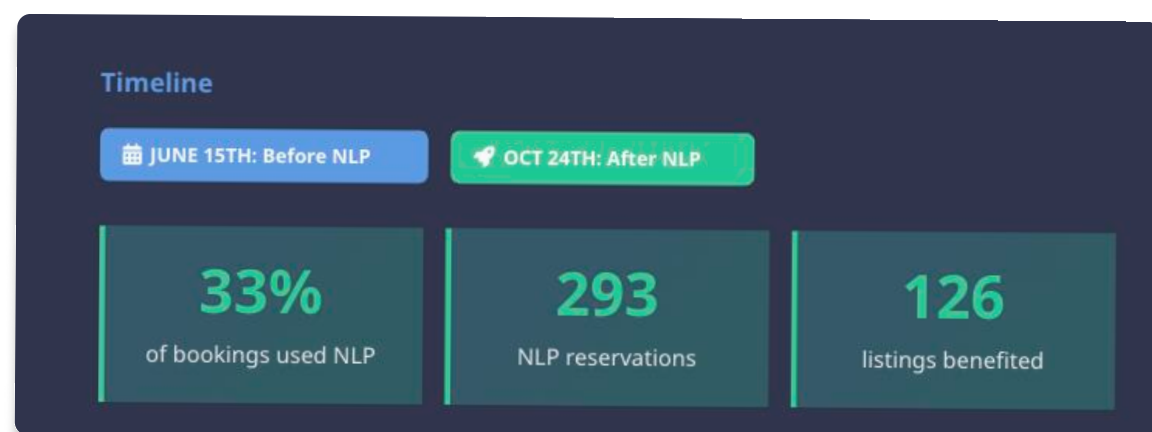 Timeline
JUNE 15TH: Before NLP
OCT 24TH: After NLP
33%
of bookings used NLP
293
NLP reservations
126
listings benefited